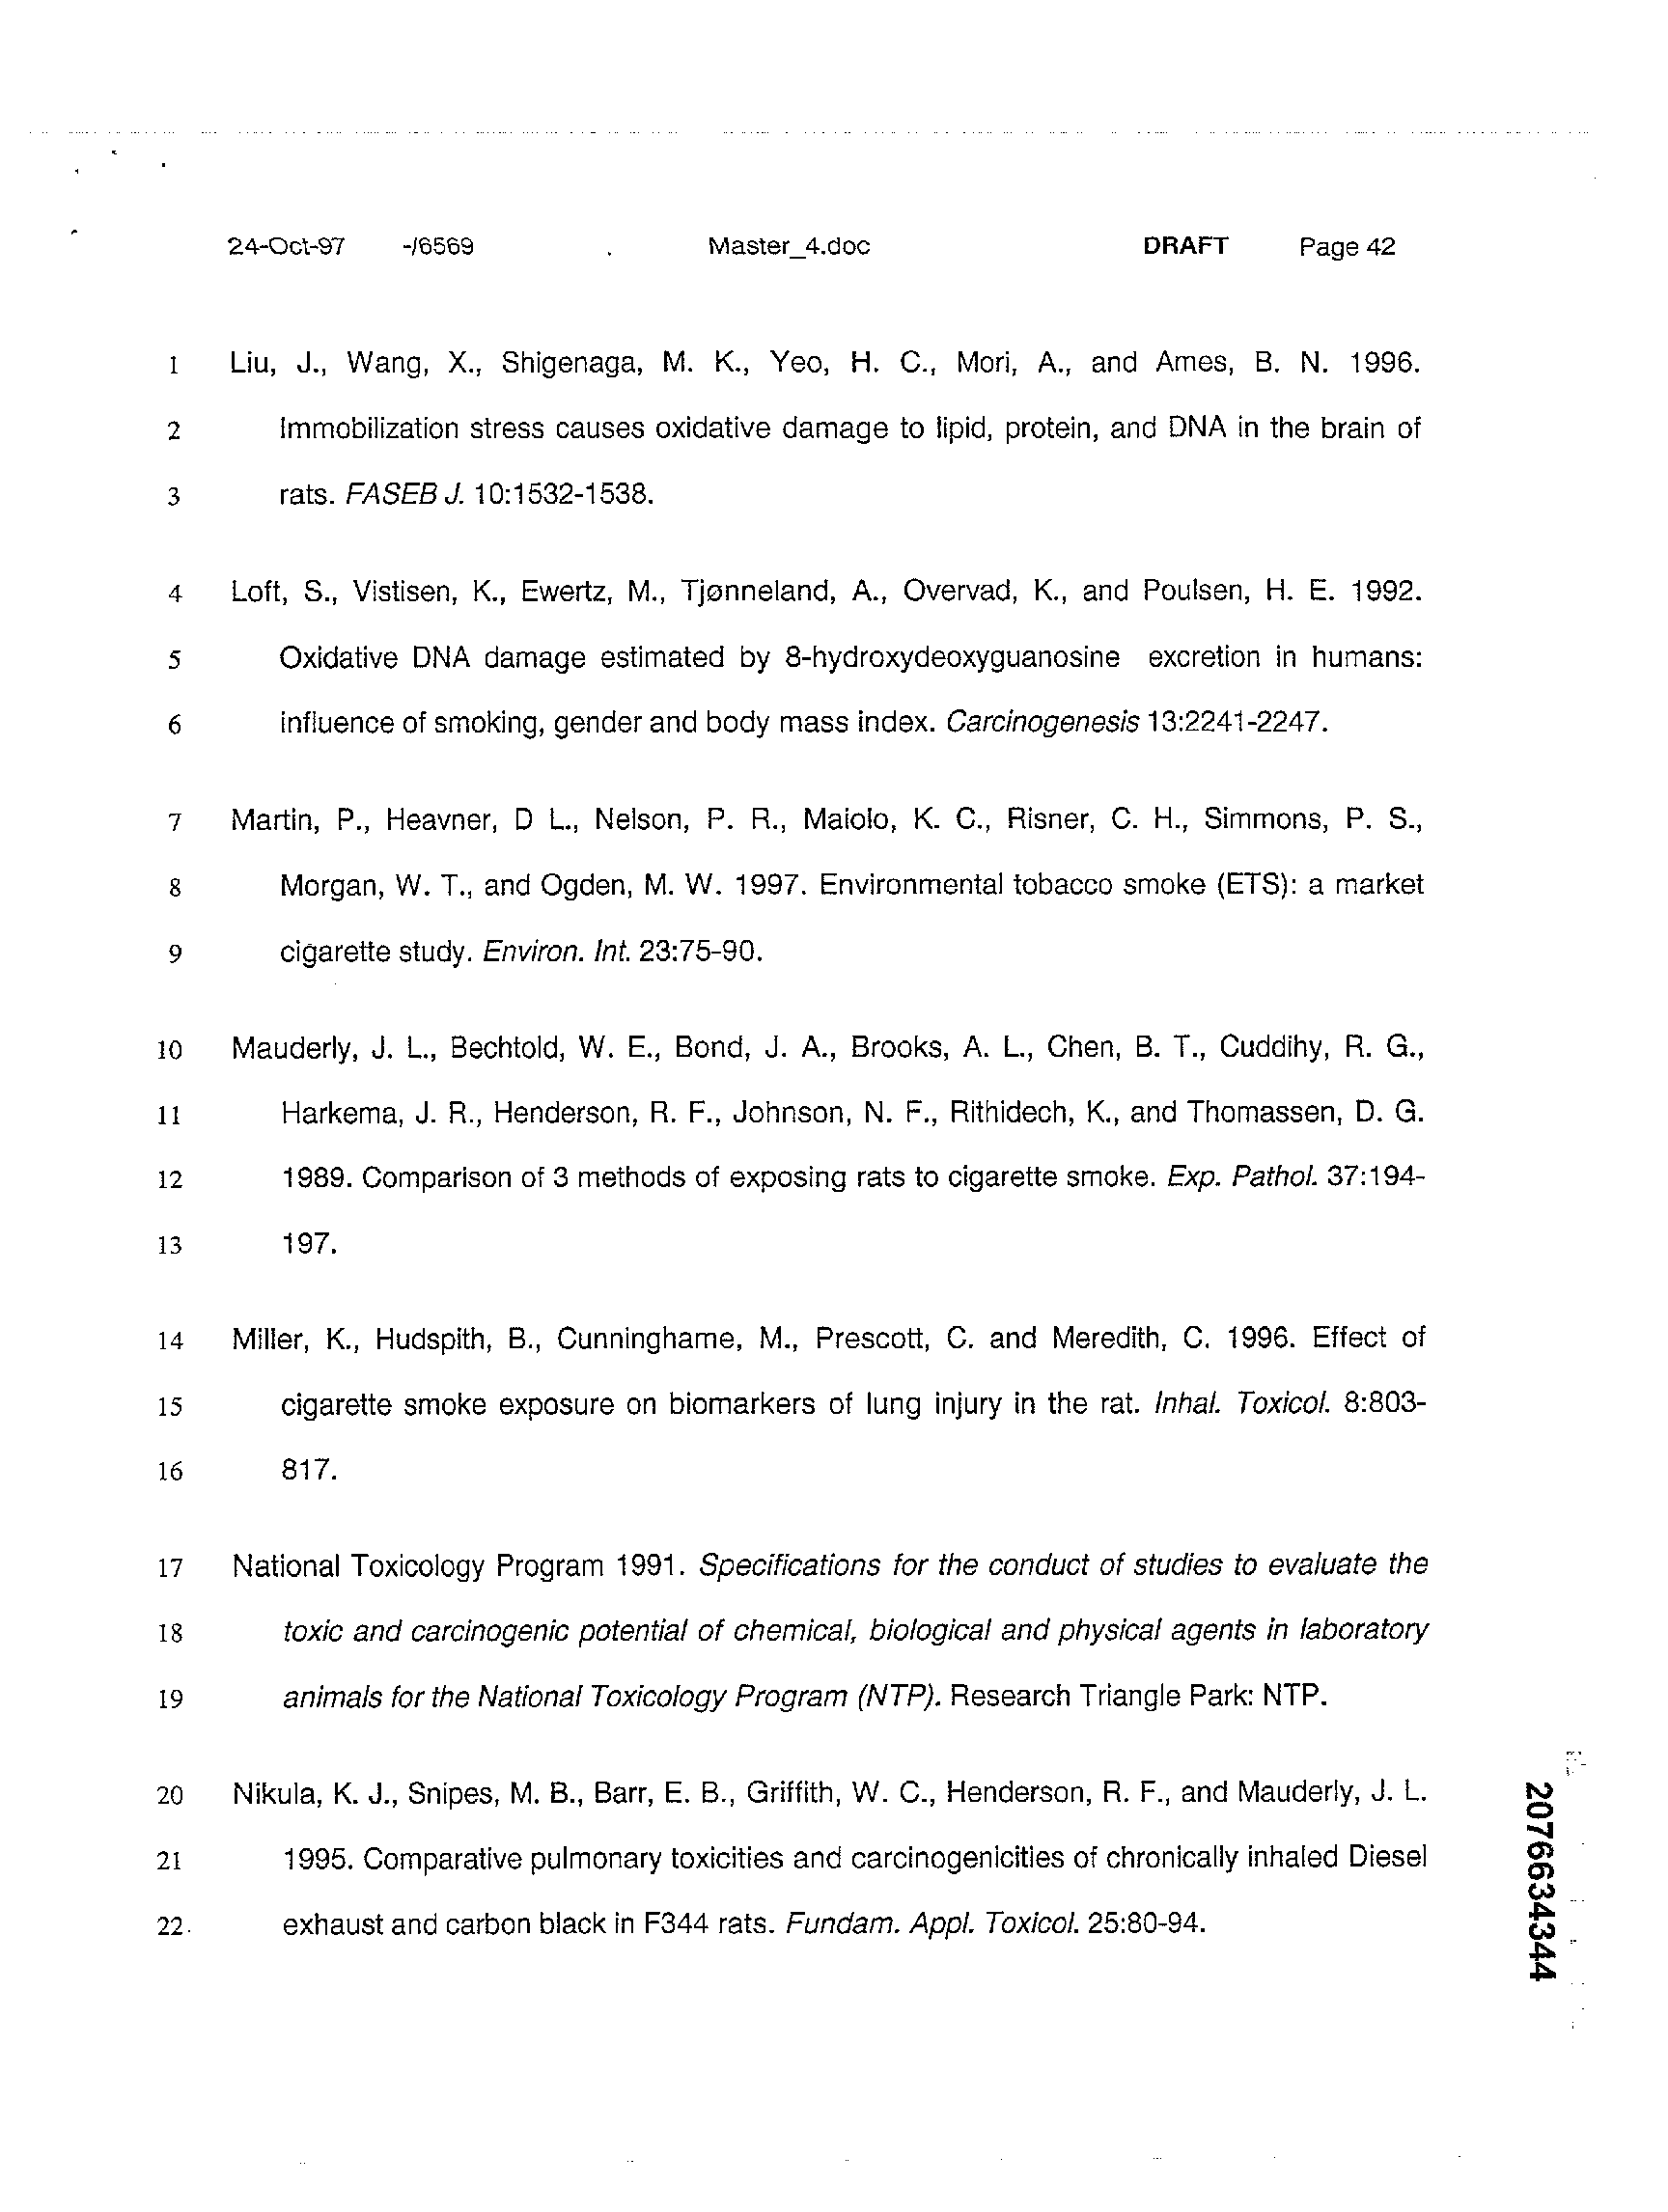 24-Oct-97 -/6569 Master_4.doc DRAFT Page 42
1 Liu, J., Wang, X., Shigenaga, M. K., Yeo, H. C., Mori, A., and Ames, B. N. 1996.
2 Immobilization stress causes oxidative damage to lipid, protein, and DNA in the brain of
3 rats. FASEB J. 10:1532-1538.
4 Loft, S., Vistisen, K., Ewertz, M., Tjønneland, A., Overvad, K., and Poulsen, H. E. 1992.
5 Oxidative DNA damage estimated by 8-hydroxydeoxyguanosine excretion in humans:
6 influence of smoking, gender and body mass index. Carcinogenesis 13:2241-2247.
7 Martin, P., Heavner, D L., Nelson, P. R., Maiolo, K. C., Risner, C. H., Simmons, P. S.,
8 Morgan, W. T., and Ogden, M. W. 1997. Environmental tobacco smoke (ETS): a market
9 cigarette study. Environ. Int. 23:75-90.
10 Mauderly, J. L., Bechtold, W. E., Bond, J. A., Brooks, A. L., Chen, B. T., Cuddihy, R. G.,
11 Harkema, J. R., Henderson, R. F., Johnson, N. F., Rithidech, K., and Thomassen, D. G.
12 1989. Comparison of 3 methods of exposing rats to cigarette smoke. Exp. Pathol. 37:194-
13 197.
14 Miller, K., Hudspith, B., Cunninghame, M., Prescott, C. and Meredith, C. 1996. Effect of
15 cigarette smoke exposure on biomarkers of lung injury in the rat. Inhal. Toxicol. 8:803-
16 817.
17 National Toxicology Program 1991. Specifications for the conduct of studies to evaluate the
18 toxic and carcinogenic potential of chemical, biological and physical agents in laboratory
19 animals for the National Toxicology Program (NTP). Research Triangle Park: NTP.
20 Nikula, K. J., Snipes, M. B., Barr, E. B., Griffith, W. C., Henderson, R. F., and Mauderly, J. L.
21 1995. Comparative pulmonary toxicities and carcinogenicities of chronically inhaled Diesel
22 exhaust and carbon black in F344 rats. Fundam. Appl. Toxicol. 25:80-94.
2076634344